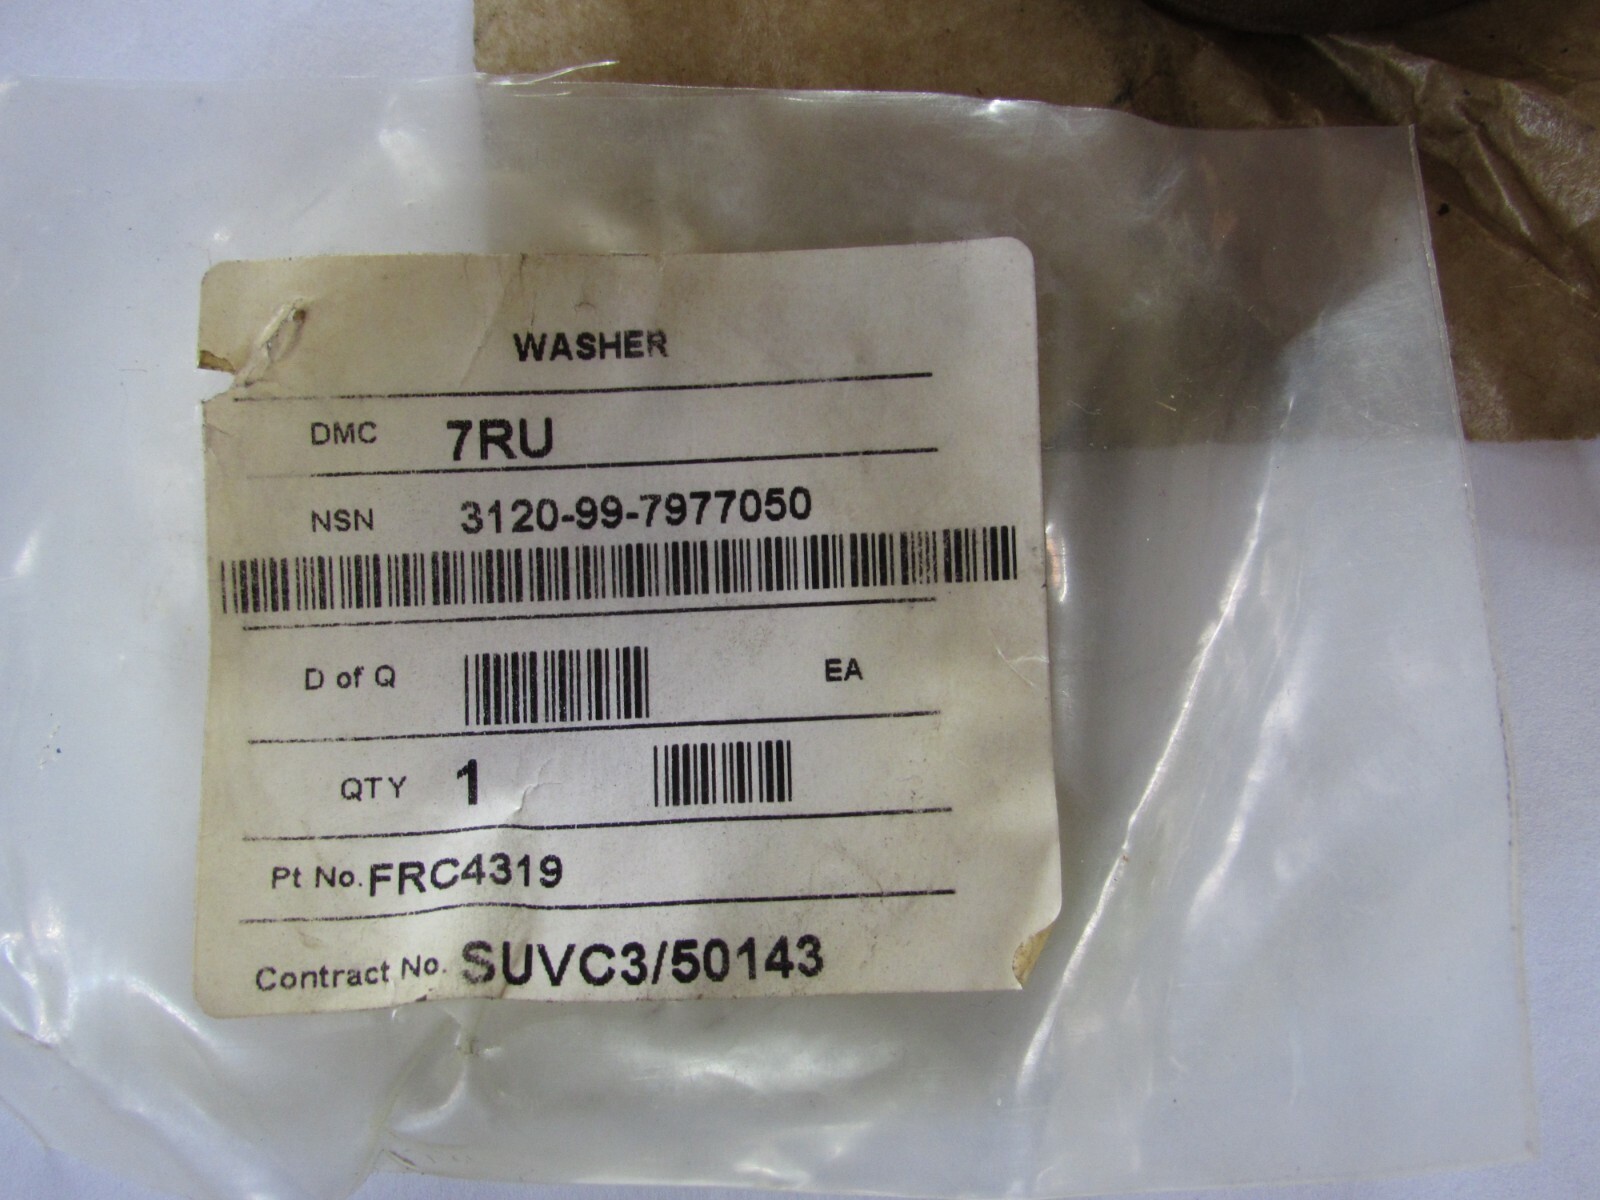 WASHER
DMC 7RU
NSN 3120-99-7977050
D of Q EA
QTY 1
Pt No. FRC4319
Contract No. SUVC3/50143